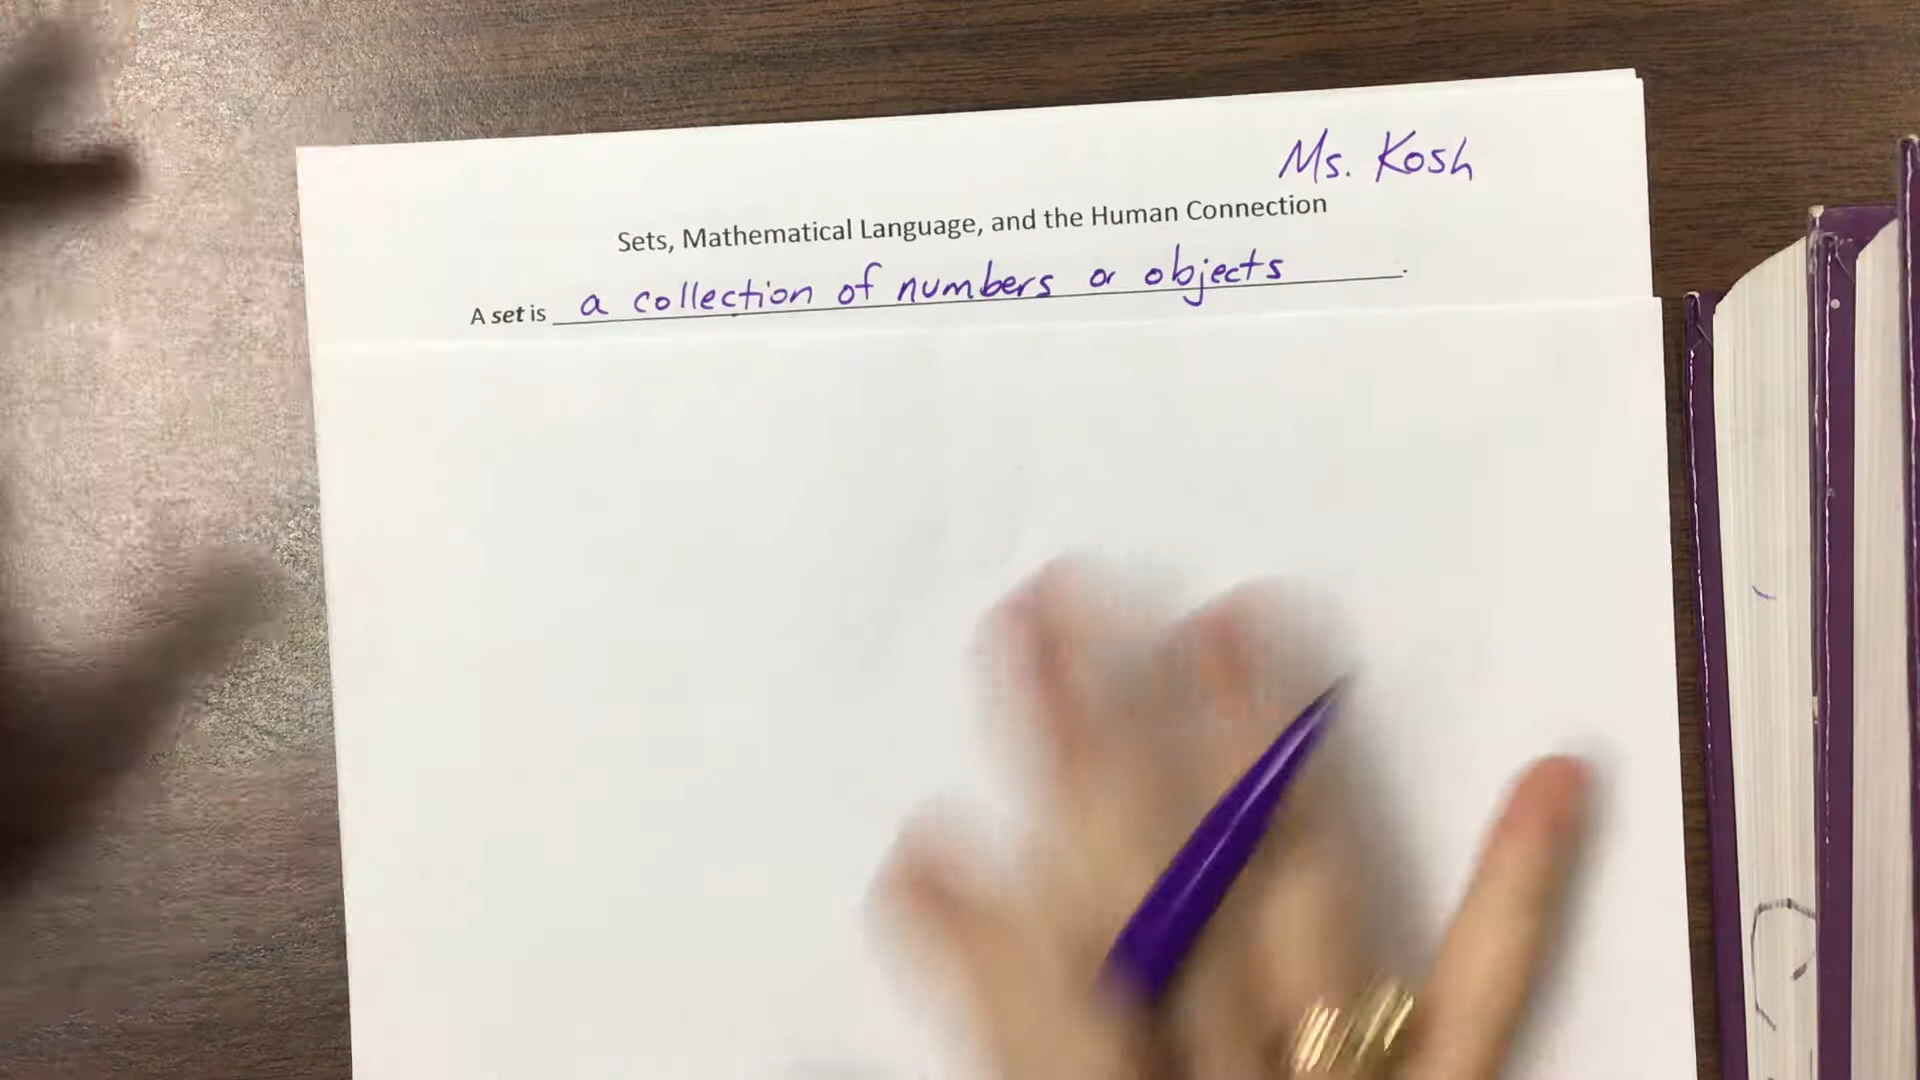 Ms. Kosh
Sets, Mathematical Language, and the Human Connection
A set is a collection of numbers or objects.